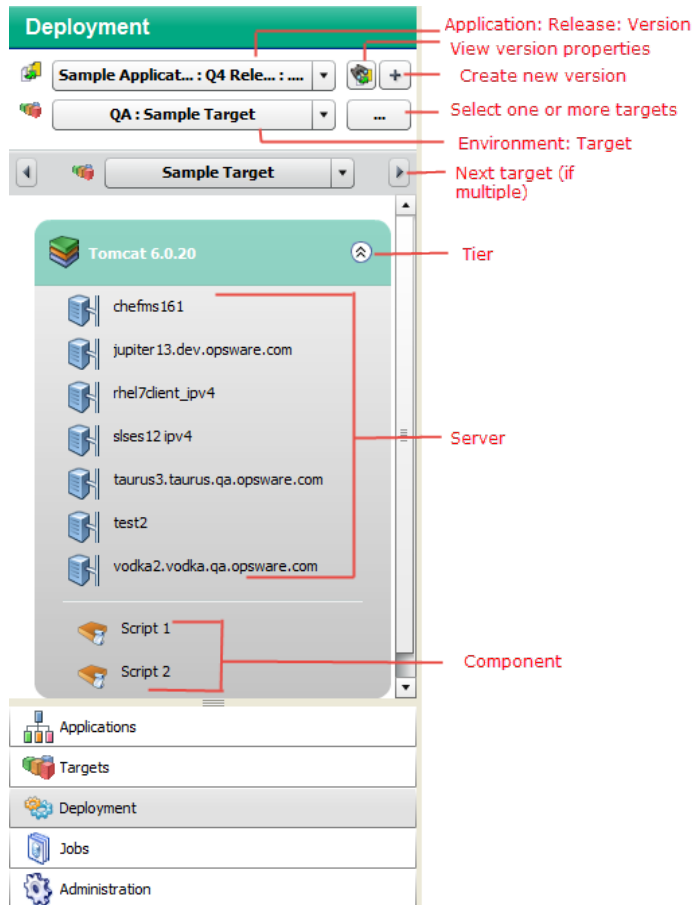 Deployment
Application: Release: Version
View version properties
Sample Applicat... : Q4 Rele... : ....
+
Create new version
QA : Sample Target
...
Select one or more targets
Environment: Target
Sample Target
Next target (if
multiple)
Tomcat 6.0.20
Tier
chefms161
jupiter13.dev.opsware.com
rhel7client_ipv4
slses12 ipv4
Server
taurus3.taurus.qa.opsware.com
test2
vodka2.vodka.qa.opsware.com
Script 1
Component
Script 2
Applications
Targets
Deployment
Jobs
Administration